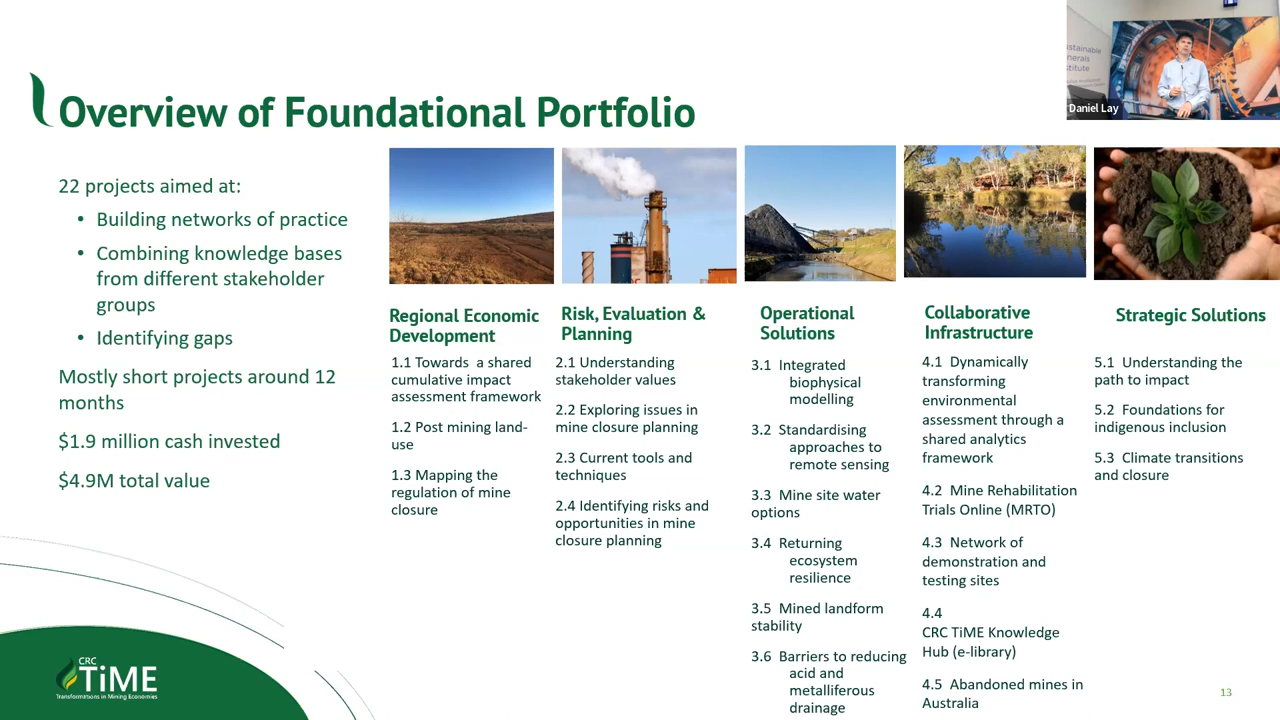 Overview of Foundational Portfolio
22 projects aimed at:
• Building networks of practice
• Combining knowledge bases
from different stakeholder
groups
• Identifying gaps
Mostly short projects around 12
months
$1.9 million cash invested
$4.9M total value
Regional Economic
Development
1.1 Towards a shared
cumulative impact
assessment framework
1.2 Post mining land-
use
1.3 Mapping the
regulation of mine
closure
Risk, Evaluation &
Planning
2.1 Understanding
stakeholder values
2.2 Exploring issues in
mine closure planning
2.3 Current tools and
techniques
2.4 Identifying risks and
opportunities in mine
closure planning
Operational
Solutions
3.1 Integrated
biophysical
modelling
3.2 Standardising
approaches to
remote sensing
3.3 Mine site water
options
3.4 Returning
ecosystem
resilience
3.5 Mined landform
stability
3.6 Barriers to reducing
acid and
metalliferous
drainage
Collaborative
Infrastructure
4.1 Dynamically
transforming
environmental
assessment through a
shared analytics
framework
4.2 Mine Rehabilitation
Trials Online (MRTO)
4.3 Network of
demonstration and
testing sites
4.4
CRC TiME Knowledge
Hub (e-library)
4.5 Abandoned mines in
Australia
Strategic Solutions
5.1 Understanding the
path to impact
5.2 Foundations for
indigenous inclusion
5.3 Climate transitions
and closure
ustainable
nerals
stitute
Daniel Lay
CRC
TiME
Transformations in Mining Economies
13